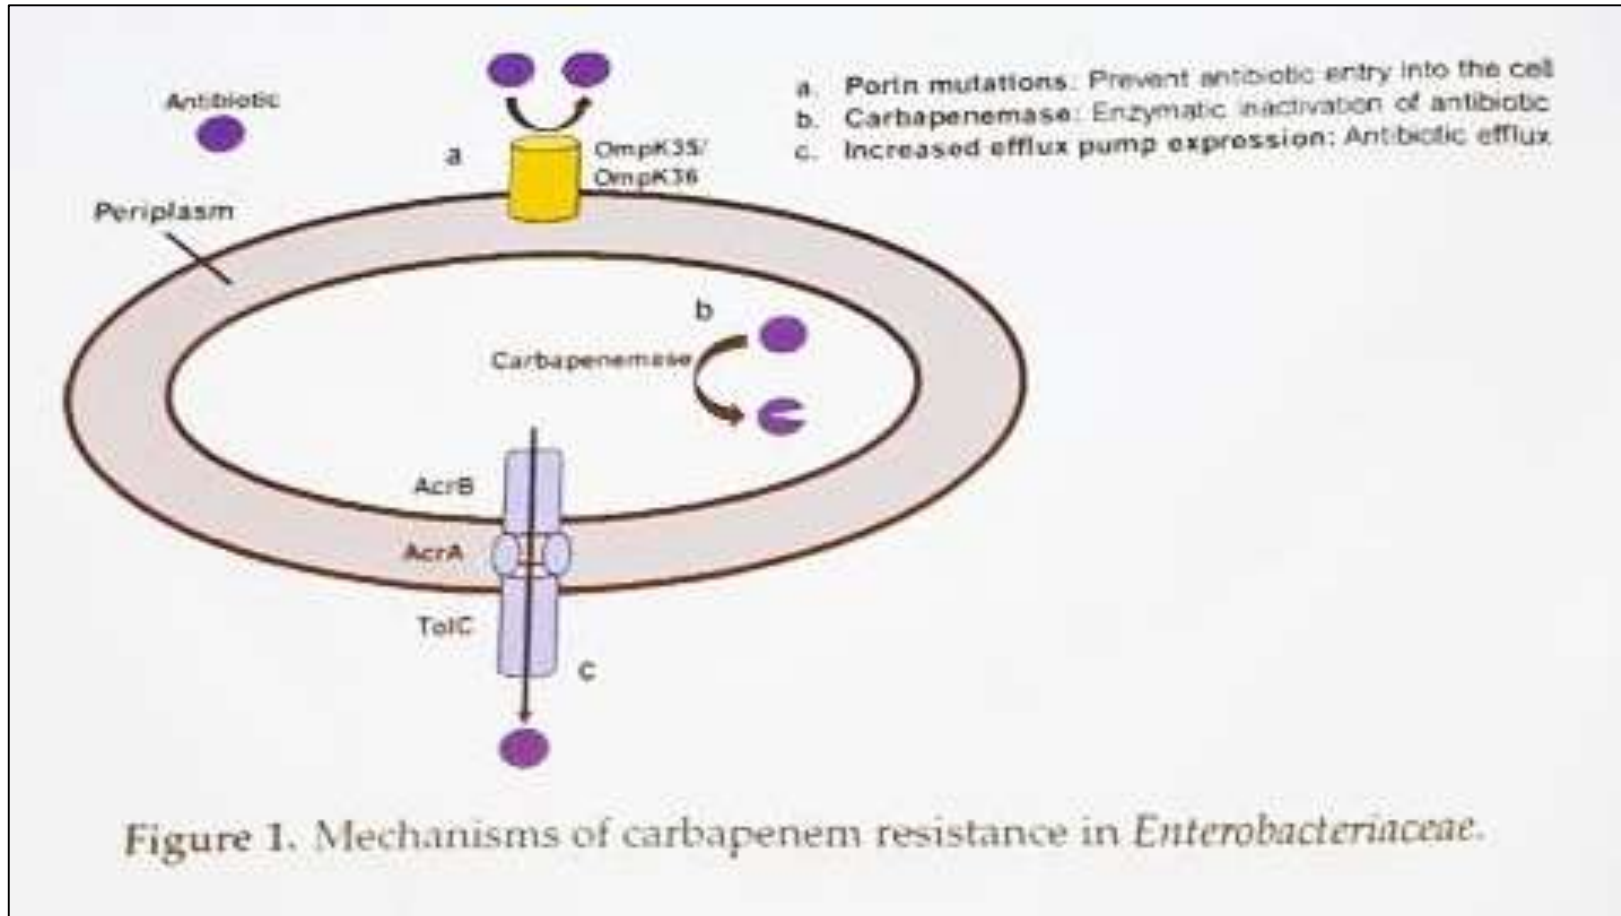 Antibiotic
a. Porin mutations: Prevent antibiotic entry into the cell
b. Carbapenemase: Enzymatic inactivation of antibiotic
c. Increased efflux pump expression: Antibiotic efflux
a
OmpK35/
OmpK36
Periplasm
b
Carbapenemase
AcrB
AcrA
TolC
c
Figure 1. Mechanisms of carbapenem resistance in Enterobacteriaceae.